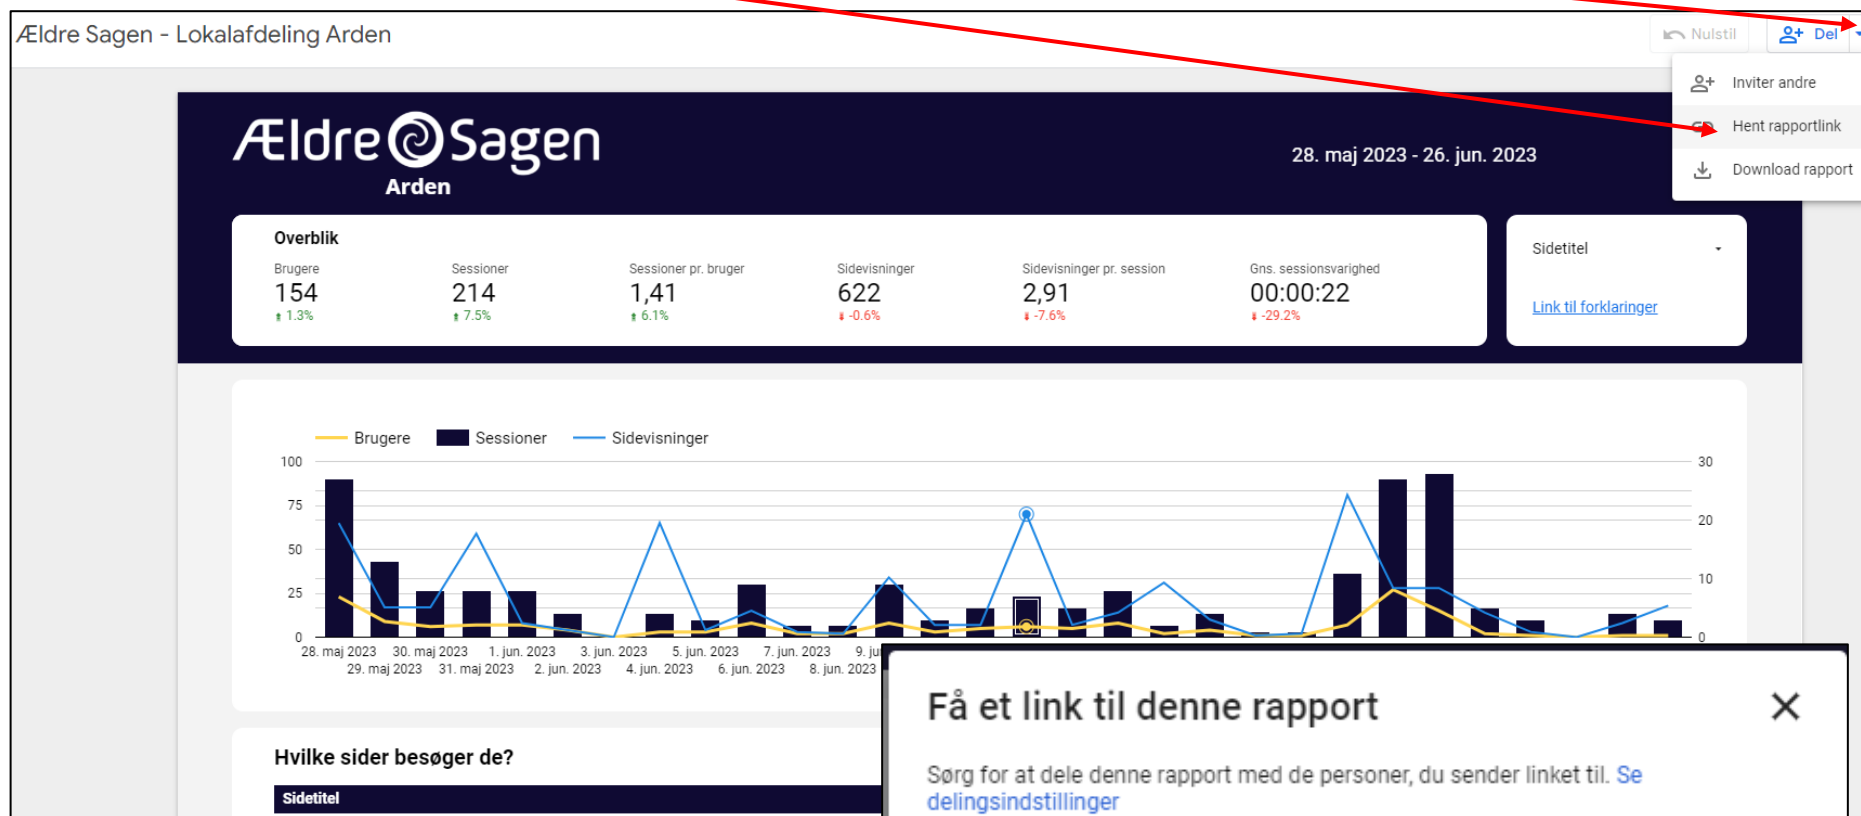 Ældre Sagen - Lokalafdeling Arden
Nulstil
Del
Inviter andre
Hent rapportlink
Download rapport
Ældre Sagen
Arden
28. maj 2023 - 26. jun. 2023
Overblik
Brugere
154
1.3%
Sessioner
214
7.5%
Sessioner pr. bruger
1,41
6.1%
Sidevisninger
622
-0.6%
Sidevisninger pr. session
2,91
-7.6%
Gns. sessionsvarighed
00:00:22
-29.2%
Sidetitel
Link til forklaringer
Brugere Sessioner Sidevisninger
100 30
75
20
50
10
25
0 0
28. maj 2023 30. maj 2023 1. jun. 2023 3. jun. 2023 5. jun. 2023 7. jun. 2023 9. ju
29. maj 2023 31. maj 2023 2. jun. 2023 4. jun. 2023 6. jun. 2023 8. jun. 2023
Hvilke sider besøger de?
Sidetitel
Få et link til denne rapport
Sørg for at dele denne rapport med de personer, du sender linket til. Se
delingsindstillinger